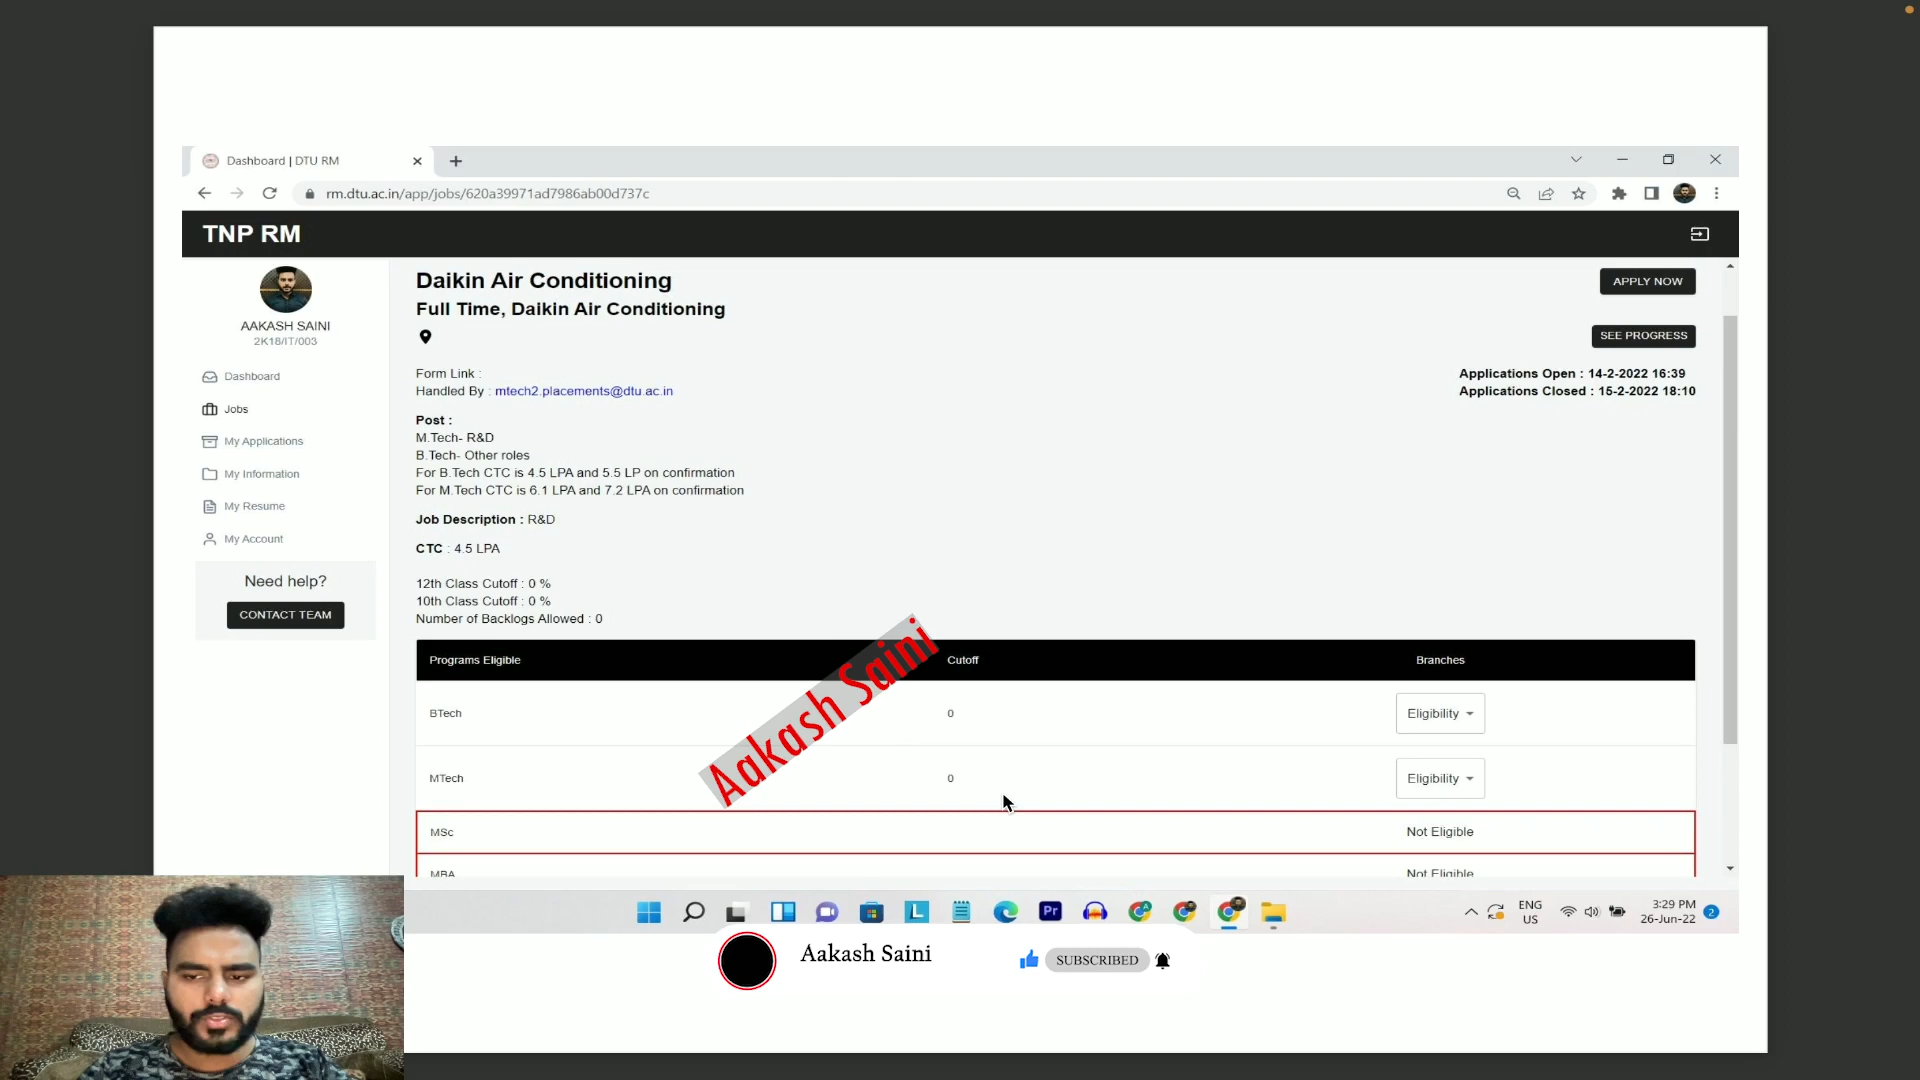 Dashboard | DTU RM
rm.dtu.ac.in/app/jobs/620a39971ad7986ab00d737c
TNP RM
AAKASH SAINI
2K18/IT/003
Dashboard
Jobs
My Applications
My Information
My Resume
My Account
Need help?
CONTACT TEAM
Daikin Air Conditioning
APPLY NOW
Full Time, Daikin Air Conditioning
SEE PROGRESS
Form Link :
Applications Open : 14-2-2022 16:39
Handled By : mtech2.placements@dtu.ac.in
Applications Closed : 15-2-2022 18:10
Post :
M.Tech- R&D
B.Tech- Other roles
For B.Tech CTC is 4.5 LPA and 5.5 LP on confirmation
For M.Tech CTC is 6.1 LPA and 7.2 LPA on confirmation
Job Description : R&D
CTC : 4.5 LPA
12th Class Cutoff : 0 %
10th Class Cutoff : 0 %
Number of Backlogs Allowed : 0
Programs Eligible Cutoff Branches
BTech 0 Eligibility
MTech 0 Eligibility
MSc Not Eligible
MBA Not Eligible
Aakash Saini
L
Pr
A
ENG
US
3:29 PM
26-Jun-22
2
Aakash Saini
SUBSCRIBED